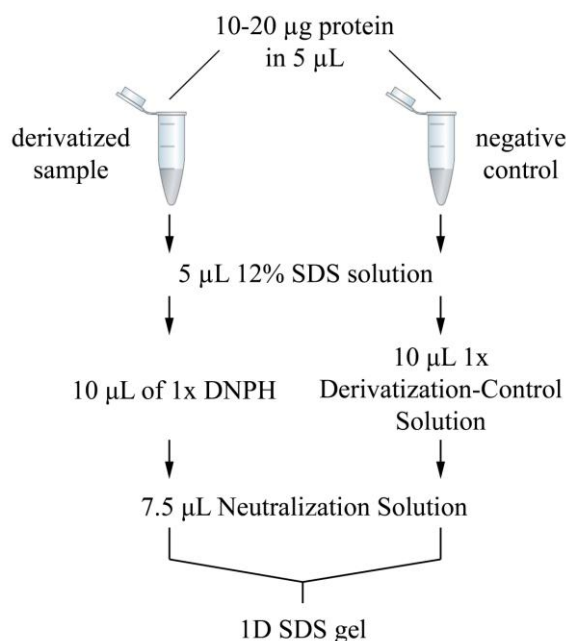 10-20 µg protein
in 5 µL
derivatized
sample
negative
control
5 µL 12% SDS solution
10 µL of 1x DNPH
10 µL 1x
Derivatization-Control
Solution
7.5 µL Neutralization Solution
1D SDS gel